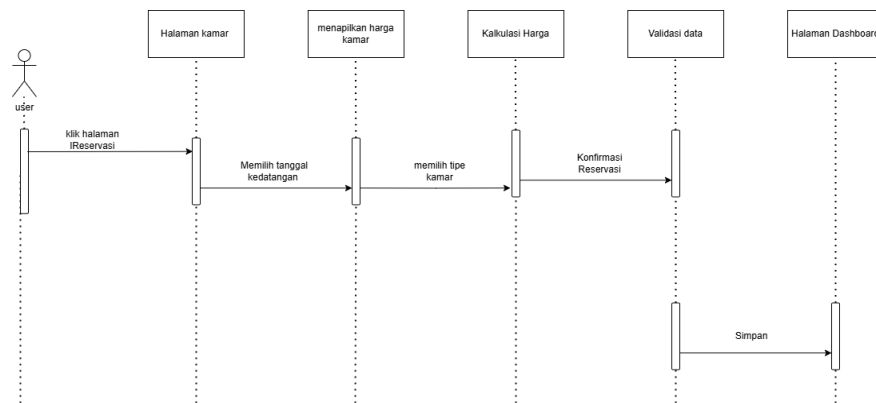 Halaman kamar
menapilkan harga
kamar
Kalkulasi Harga
Validasi data
Halaman Dashboard
user
klik halaman
IReservasi
Memilih tanggal
kedatangan
memilih tipe
kamar
Konfirmasi
Reservasi
Simpan